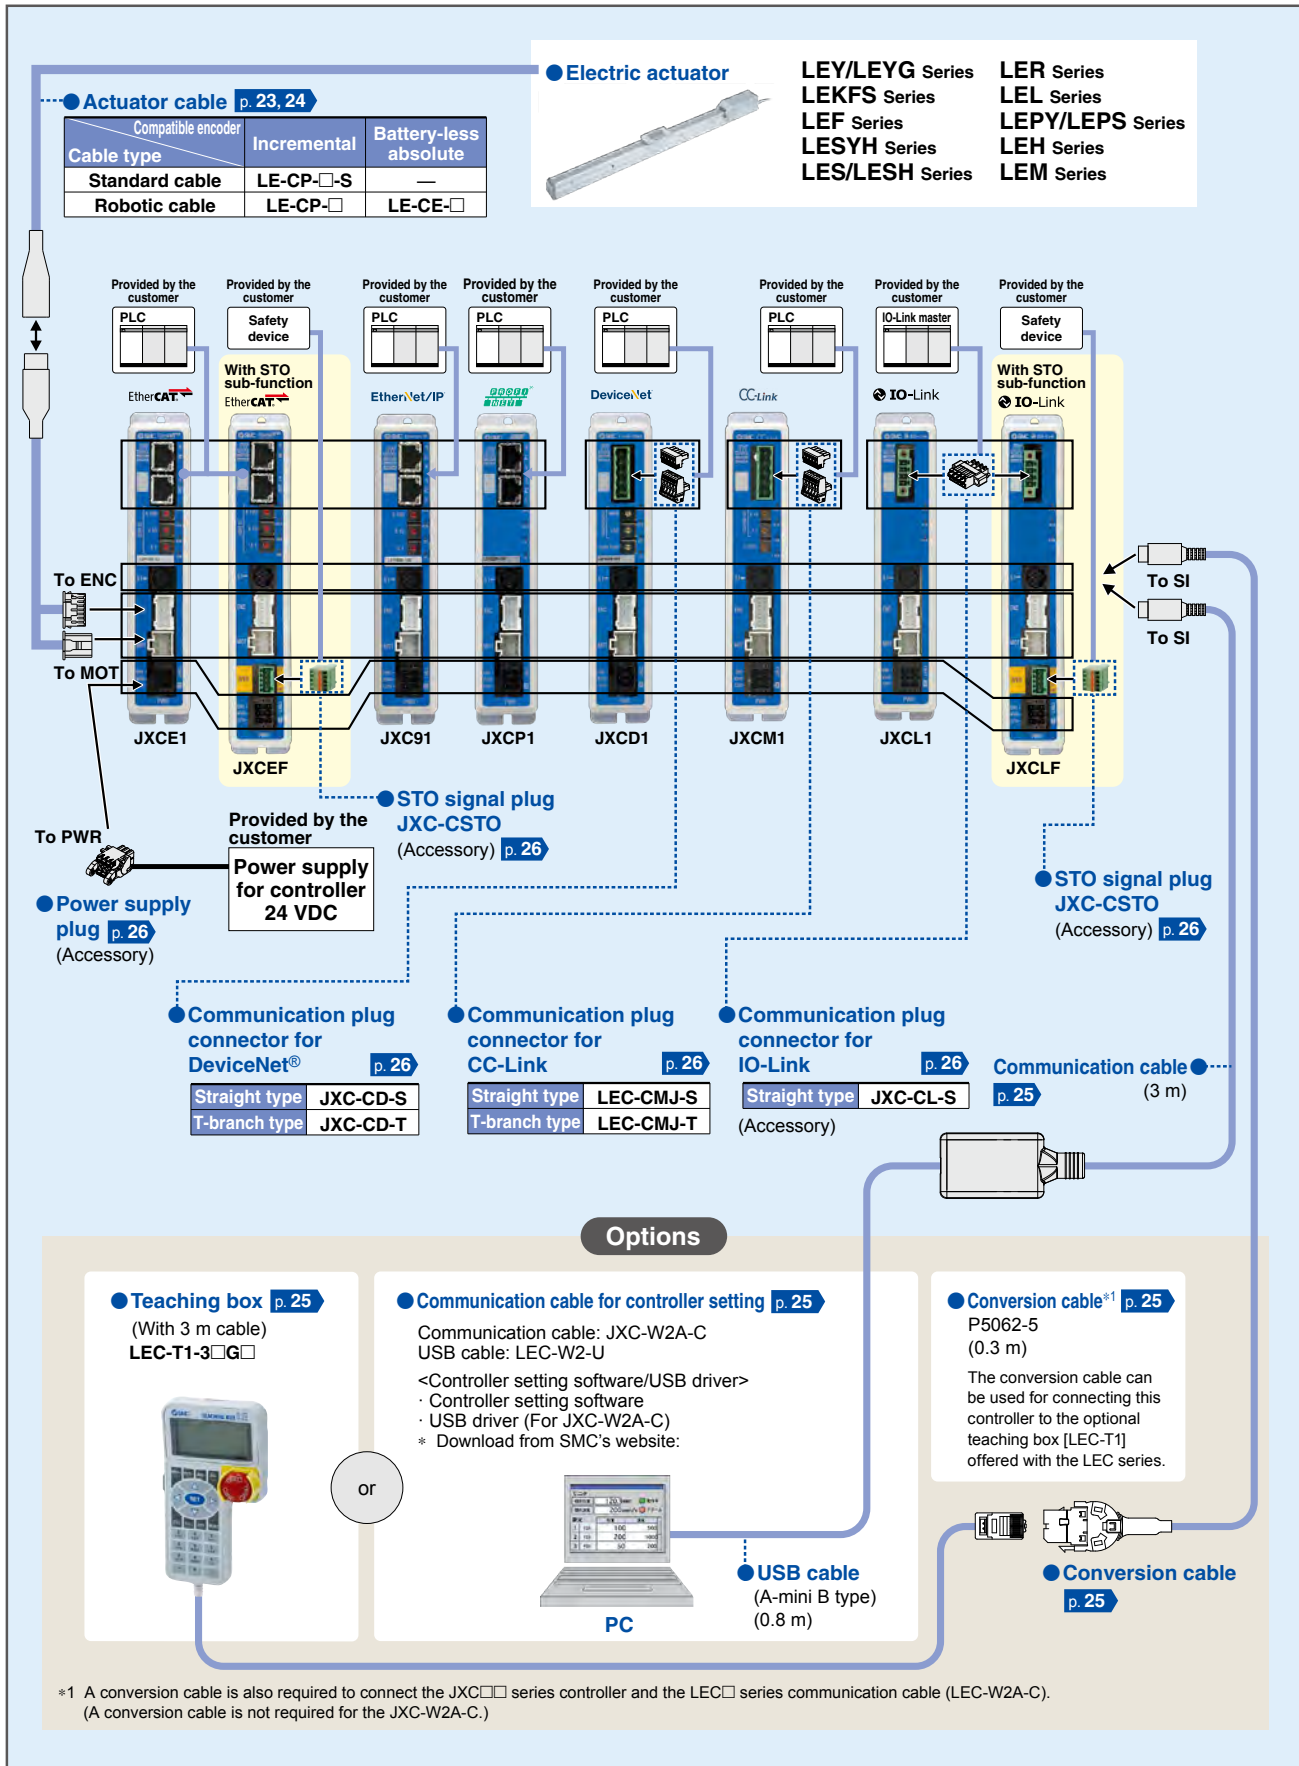 Electric actuator
LEY/LEYG Series
LEKFS Series
LEF Series
LESYH Series
LES/LESH Series
LER Series
LEL Series
LEPY/LEPS Series
LEH Series
LEM Series
Actuator cable p. 23, 24
Compatible encoder
Cable type
Incremental
Battery-less
absolute
Standard cable LE-CP-□-S —
Robotic cable LE-CP-□ LE-CE-□
Provided by the
customer
PLC
EtherCAT
JXCE1
Provided by the
customer
Safety
device
With STO
sub-function
EtherCAT
JXCEF
Provided by the
customer
PLC
EtherNet/IP
JXC91
Provided by the
customer
PLC
PROFI
NET
JXCP1
Provided by the
customer
PLC
DeviceNet
JXCD1
Provided by the
customer
PLC
CC-Link
JXCM1
Provided by the
customer
IO-Link master
IO-Link
JXCL1
Provided by the
customer
Safety
device
With STO
sub-function
IO-Link
JXCLF
To ENC
To MOT
To SI
To SI
To PWR
Power supply
plug p. 26
(Accessory)
Provided by the
customer
Power supply
for controller
24 VDC
STO signal plug
JXC-CSTO
(Accessory) p. 26
STO signal plug
JXC-CSTO
(Accessory) p. 26
Communication plug
connector for
DeviceNet® p. 26
Straight type JXC-CD-S
T-branch type JXC-CD-T
Communication plug
connector for
CC-Link p. 26
Straight type LEC-CMJ-S
T-branch type LEC-CMJ-T
Communication plug
connector for
IO-Link p. 26
Straight type JXC-CL-S
(Accessory)
Communication cable
p. 25 (3 m)
Options
Teaching box p. 25
(With 3 m cable)
LEC-T1-3□G□
or
Communication cable for controller setting p. 25
Communication cable: JXC-W2A-C
USB cable: LEC-W2-U
<Controller setting software/USB driver>
· Controller setting software
· USB driver (For JXC-W2A-C)
* Download from SMC's website:
PC
USB cable
(A-mini B type)
(0.8 m)
Conversion cable*1 p. 25
P5062-5
(0.3 m)
The conversion cable can
be used for connecting this
controller to the optional
teaching box [LEC-T1]
offered with the LEC series.
Conversion cable
p. 25
*1 A conversion cable is also required to connect the JXC□□ series controller and the LEC□ series communication cable (LEC-W2A-C).
(A conversion cable is not required for the JXC-W2A-C.)